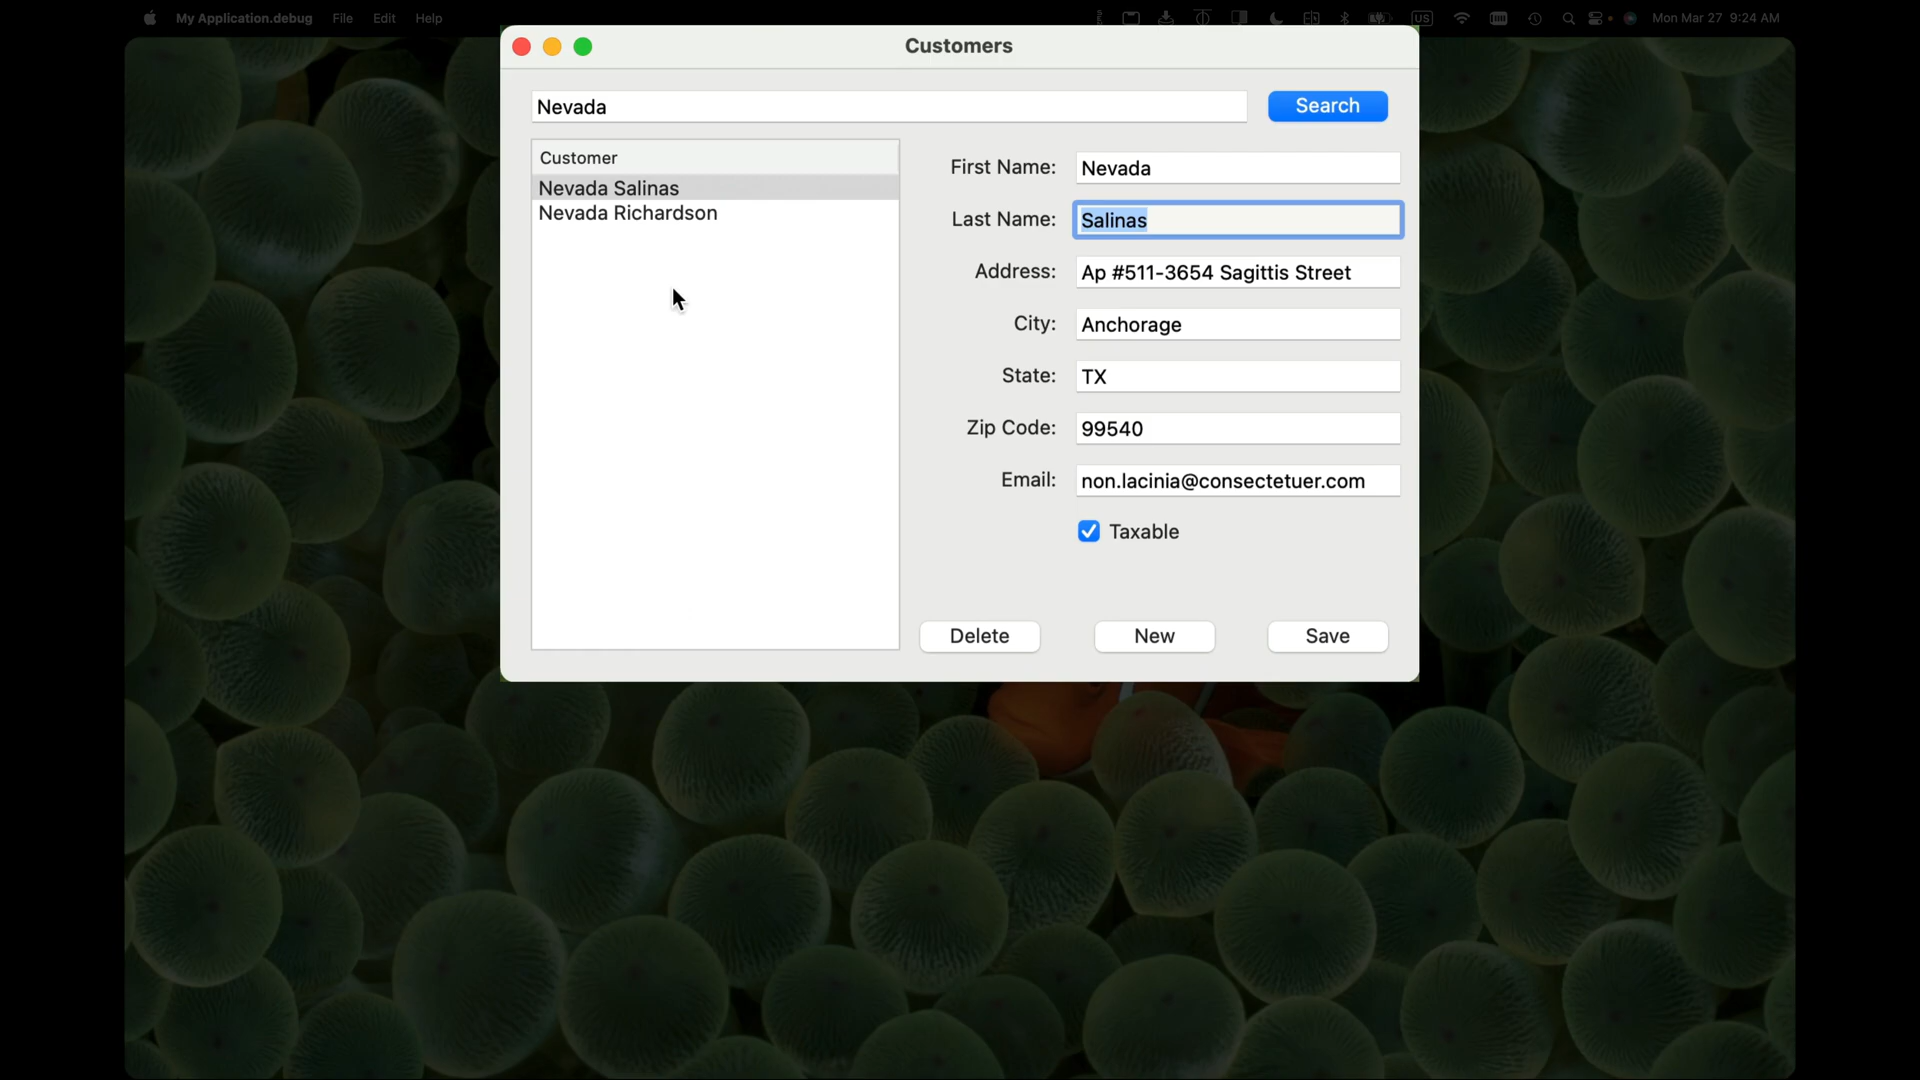 My Application.debug File Edit Help
US Mon Mar 27 9:24 AM
Customers
Nevada
Search
Customer
Nevada Salinas
Nevada Richardson
First Name: Nevada
Last Name: Salinas
Address: Ap #511-3654 Sagittis Street
City: Anchorage
State: TX
Zip Code: 99540
Email: non.lacinia@consectetuer.com
Taxable
Delete New Save